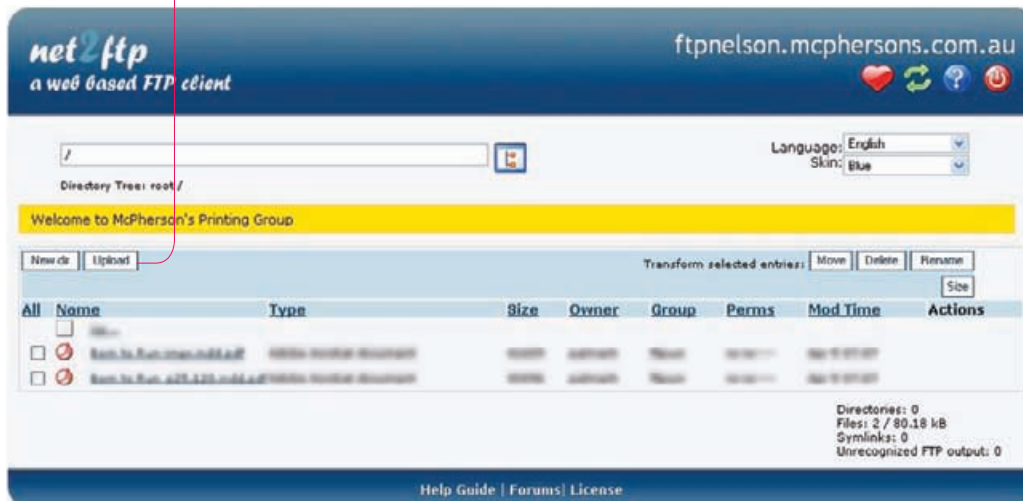 net2ftp
a web based FTP client
ftpnelson.mcphersons.com.au
/
Language: English
Skin: Blue
Directory Tree: root /
Welcome to McPherson's Printing Group
New dir Upload
Transform selected entries: Move Delete Rename
Size
All Name Type Size Owner Group Perms Mod Time Actions
Directories: 0
Files: 2 / 80.18 kB
Symlinks: 0
Unrecognized FTP output: 0
Help Guide | Forums| License